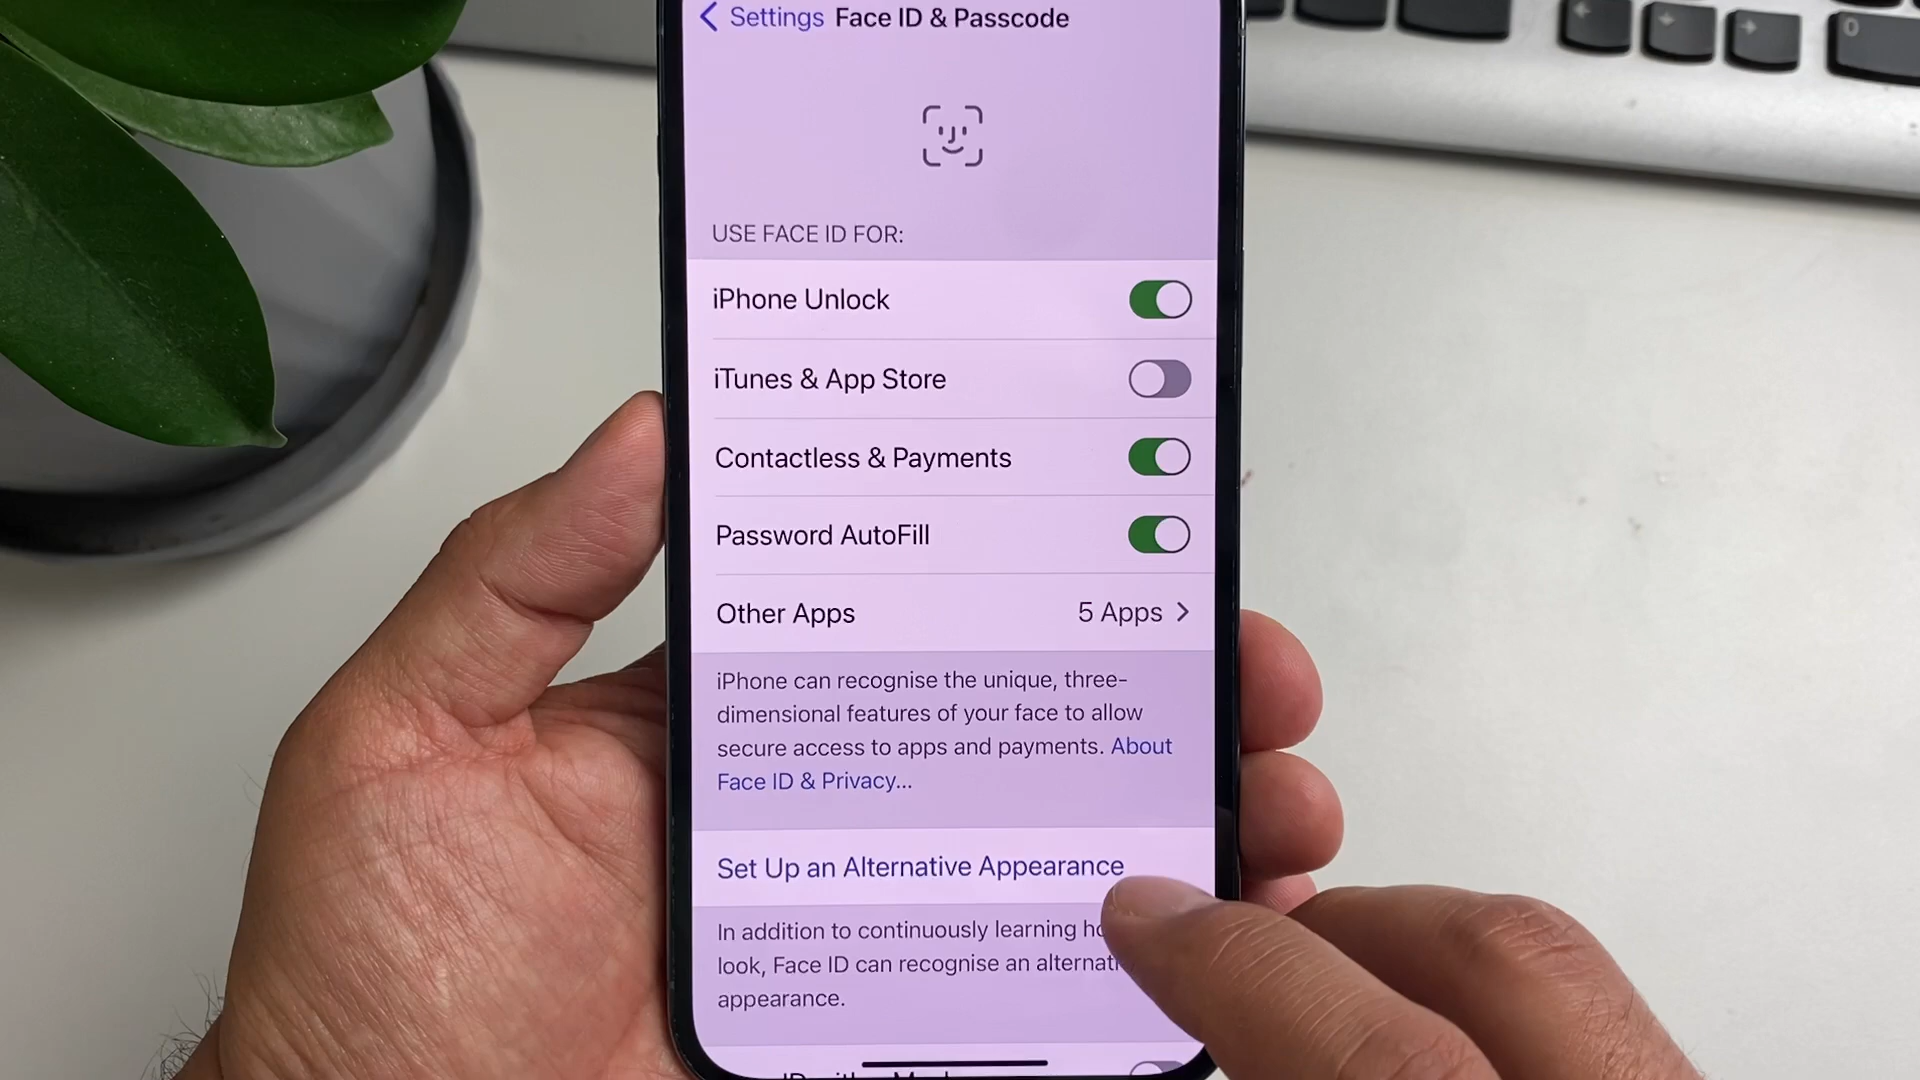 Settings Face ID & Passcode
USE FACE ID FOR:
iPhone Unlock
iTunes & App Store
Contactless & Payments
Password AutoFill
Other Apps 5 Apps
iPhone can recognise the unique, three-
dimensional features of your face to allow
secure access to apps and payments. About
Face ID & Privacy...
Set Up an Alternative Appearance
In addition to continuously learning
look, Face ID can recognise an
appearance.
0